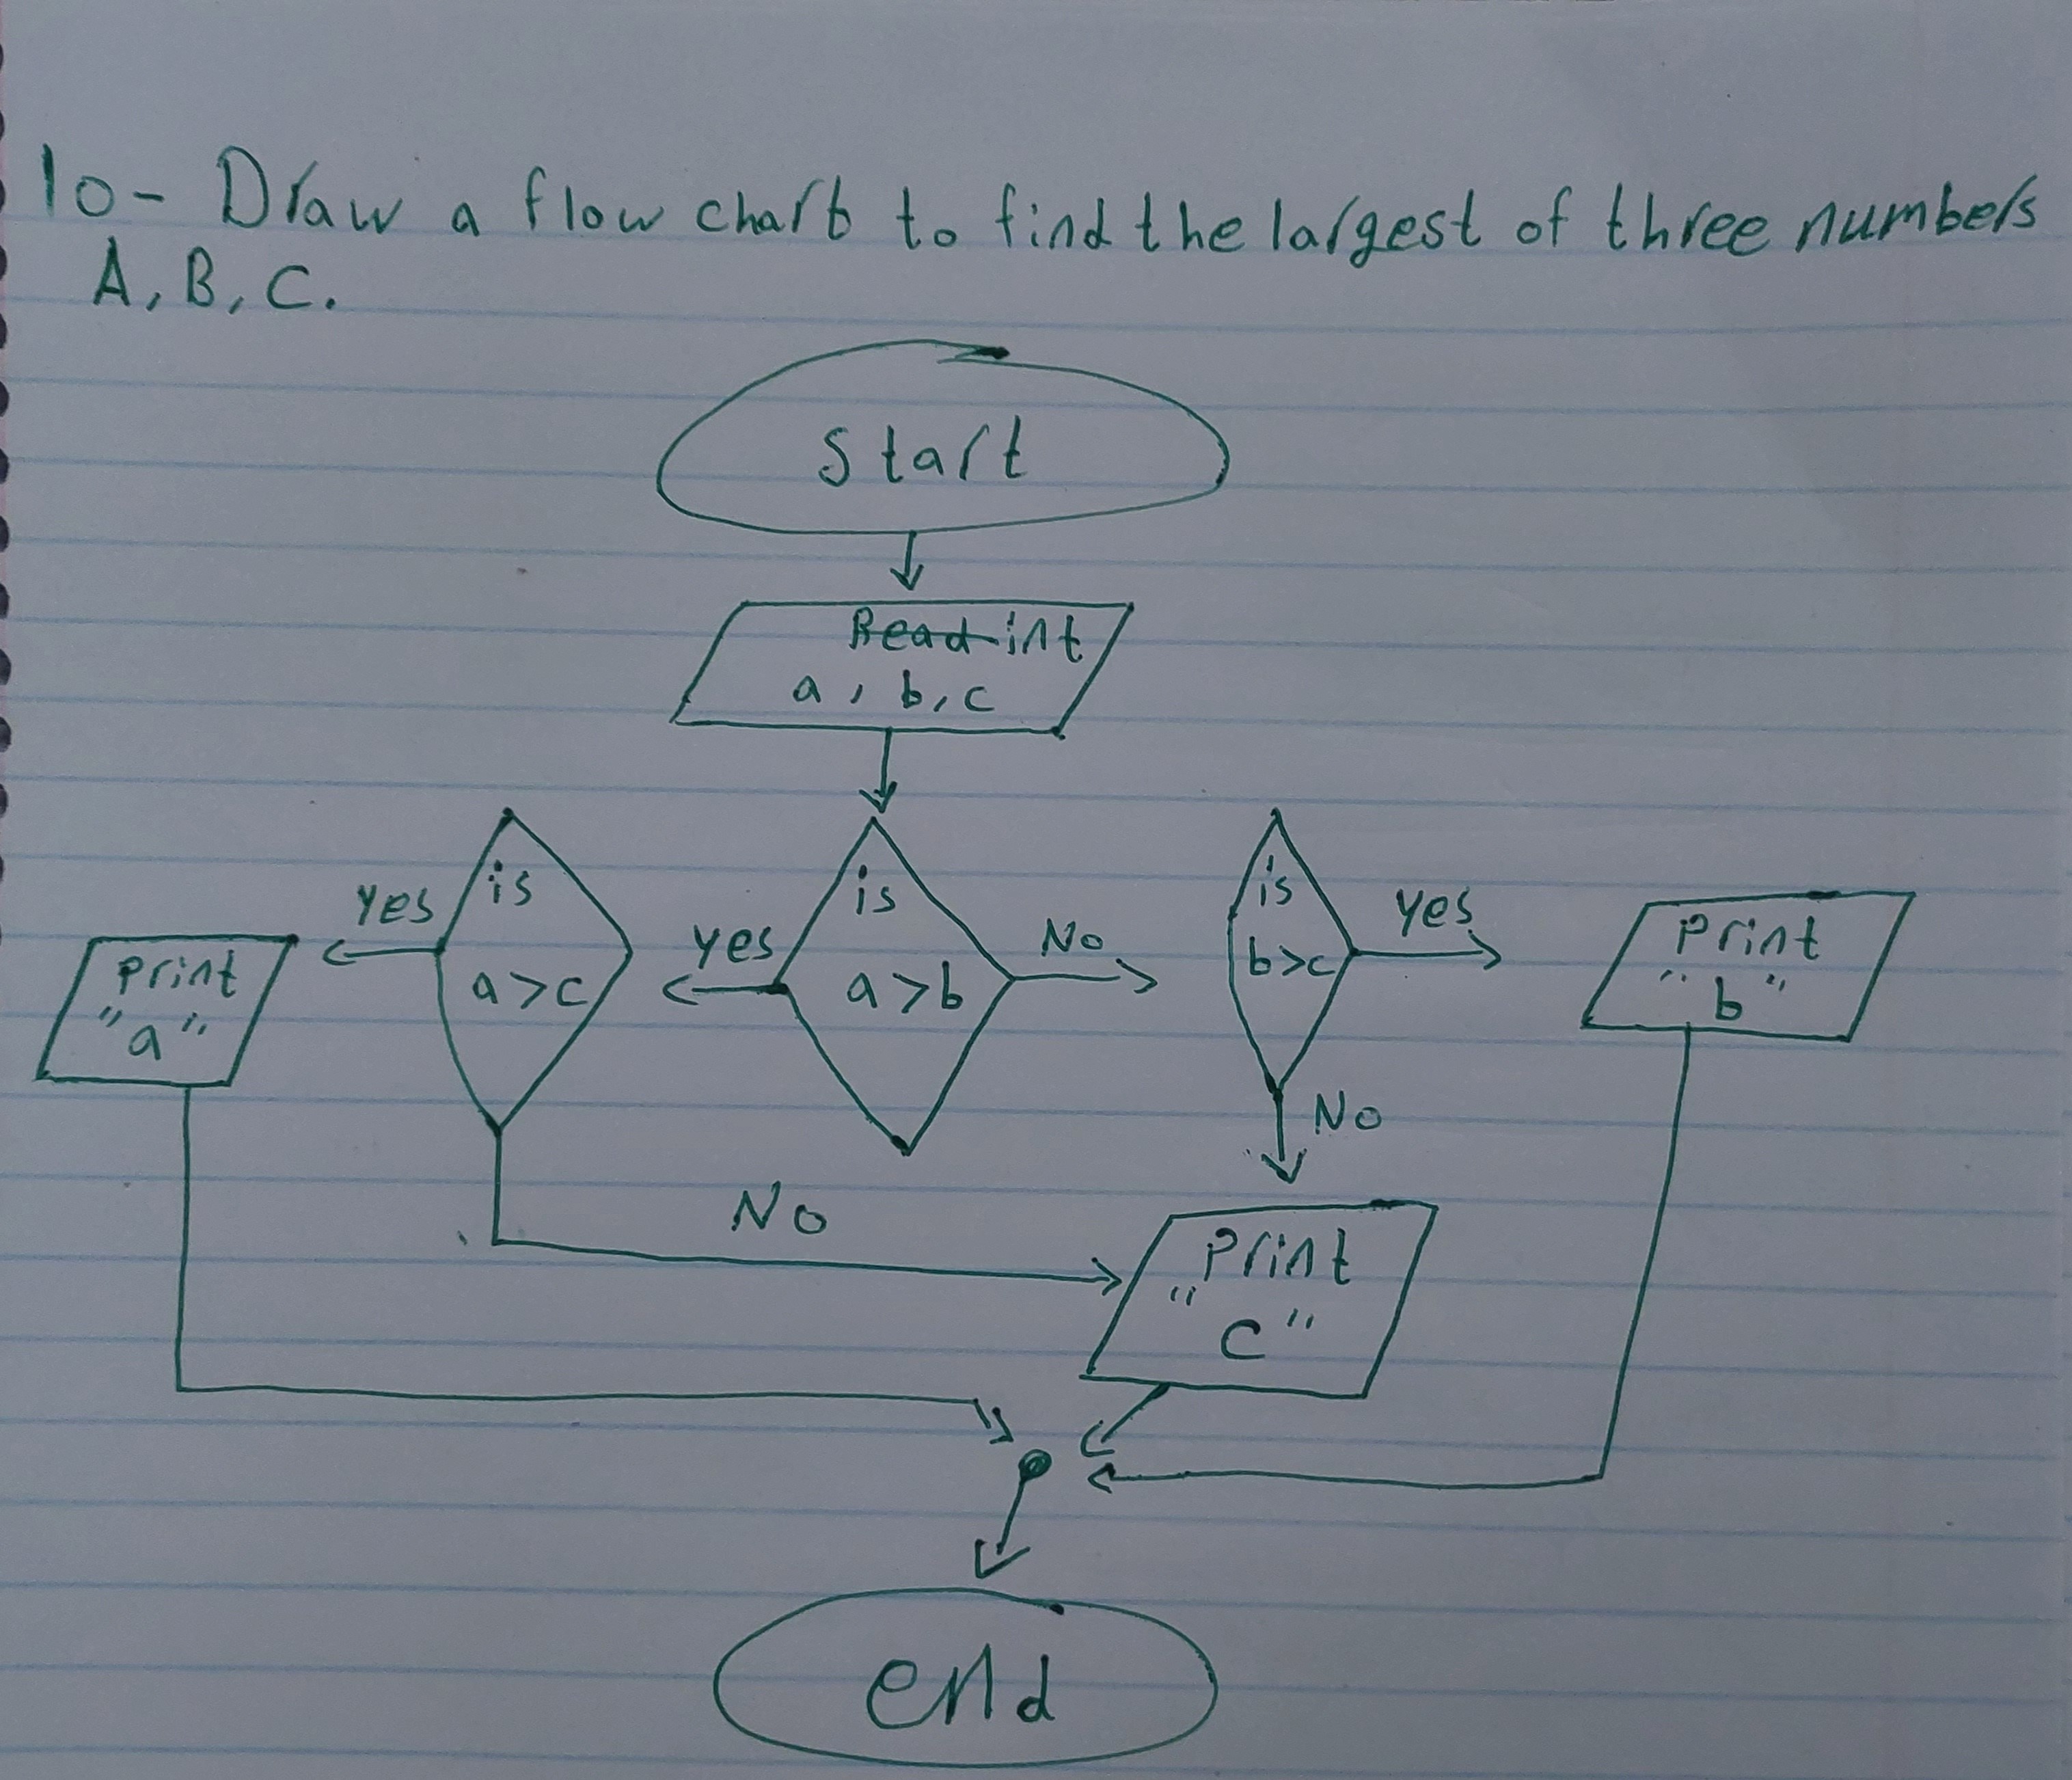 10- Draw a flow chart to find the largest of three numbers
A, B, C.
Start
Read int
a, b, c
is
a>b
yes
No
is
a>c
yes
No
print
"a"
is
b>c
yes
No
Print
"b"
Print
"C"
end